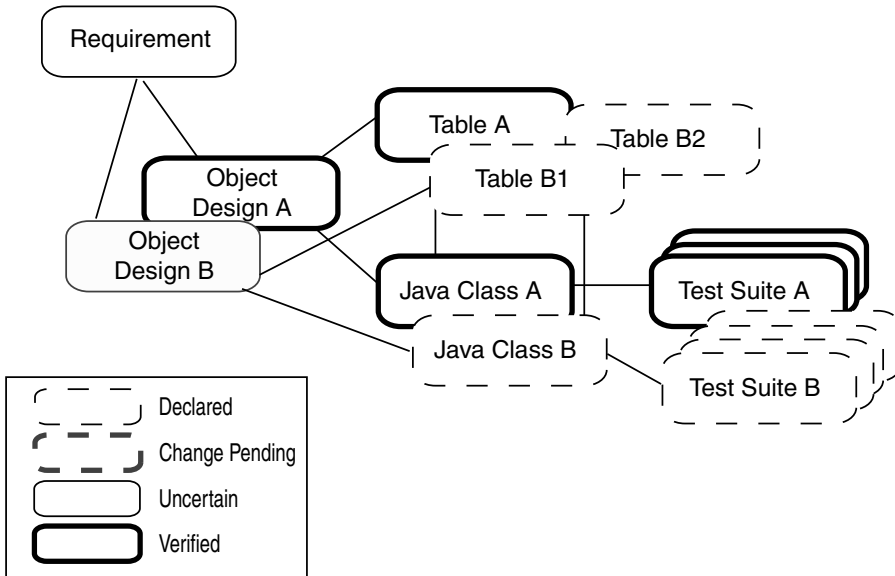 Requirement
Table A
Table B2
Object
Design A
Table B1
Object
Design B
Java Class A
Test Suite A
Java Class B
Test Suite B
Declared
Change Pending
Uncertain
Verified